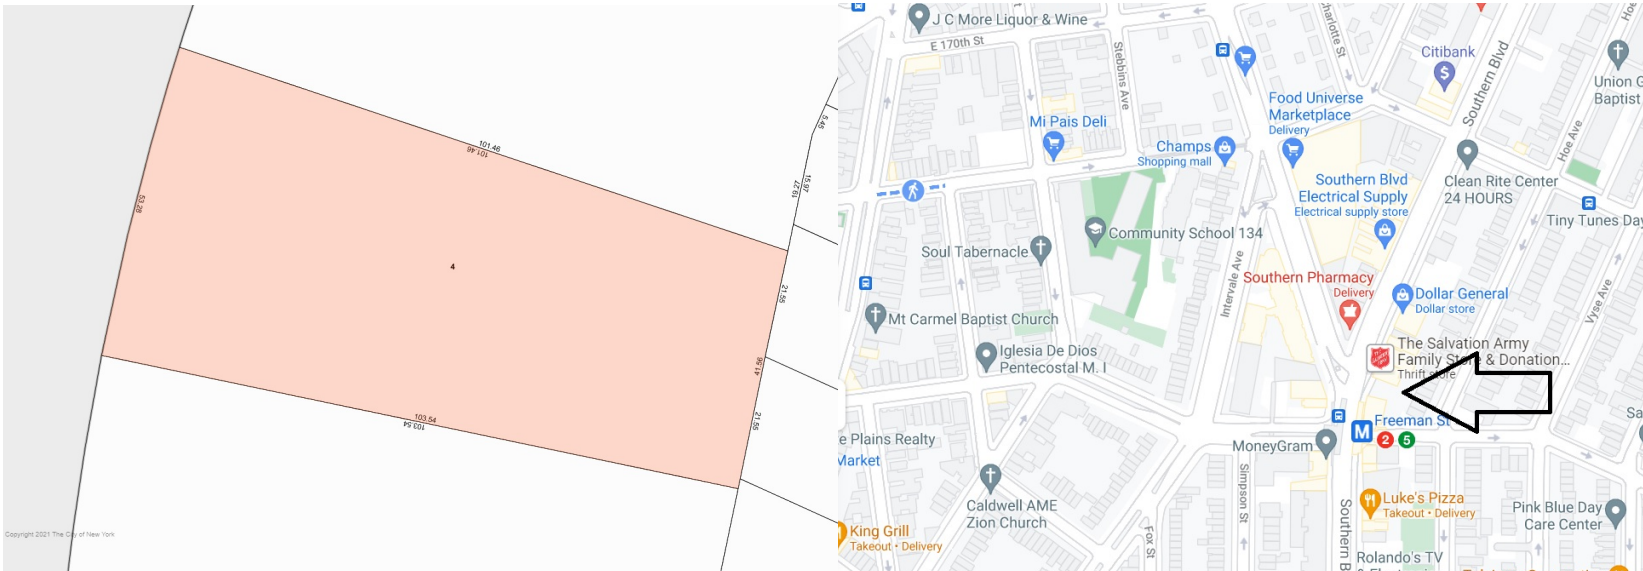 101.46
101.46
53.28
4
5.45
15.97
19.27
21.55
41.56
21.55
103.54
103.54
Copyright 2021 The City of New York
J C More Liquor & Wine
E 170th St
Stebbins Ave
Charlotte St
Citibank
Southern Blvd
Hoe
Union G
Baptist
Food Universe
Marketplace
Delivery
Mi Pais Deli
Champs
Shopping mall
Hoe Ave
Clean Rite Center
24 HOURS
Southern Blvd
Electrical Supply
Electrical supply store
Tiny Tunes Day
Community School 134
Soul Tabernacle
Intervale Ave
Southern Pharmacy
Delivery
Dollar General
Dollar store
Vyse Ave
Mt Carmel Baptist Church
Iglesia De Dios
Pentecostal M. I
The Salvation Army
Family Store & Donation...
Thrift store
Freeman St
M
2
5
MoneyGram
e Plains Realty
Market
Caldwell AME
Zion Church
Simpson St
Luke's Pizza
Takeout • Delivery
Pink Blue Day
Care Center
King Grill
Takeout • Delivery
Fox St
Southern B
Rolando's TV